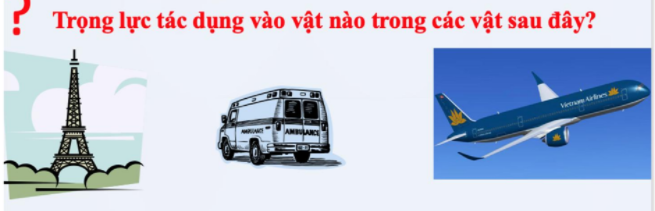 ? Trọng lực tác dụng vào vật nào trong các vật sau đây?
AMBULANCE
AMBULANCE
Vietnam Airlines